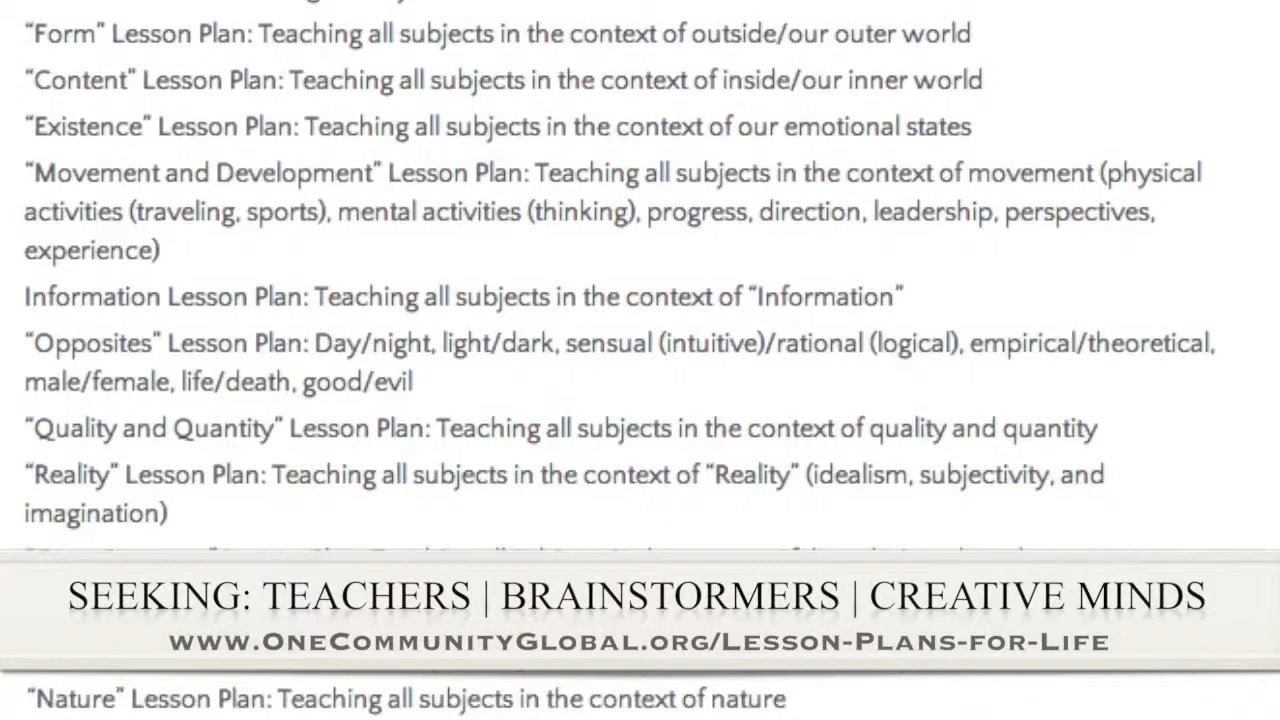 “Form” Lesson Plan: Teaching all subjects in the context of outside/our outer world
“Content” Lesson Plan: Teaching all subjects in the context of inside/our inner world
“Existence” Lesson Plan: Teaching all subjects in the context of our emotional states
“Movement and Development” Lesson Plan: Teaching all subjects in the context of movement (physical
activities (traveling, sports), mental activities (thinking), progress, direction, leadership, perspectives,
experience)
Information Lesson Plan: Teaching all subjects in the context of “Information”
“Opposites” Lesson Plan: Day/night, light/dark, sensual (intuitive)/rational (logical), empirical/theoretical,
male/female, life/death, good/evil
“Quality and Quantity” Lesson Plan: Teaching all subjects in the context of quality and quantity
“Reality” Lesson Plan: Teaching all subjects in the context of “Reality” (idealism, subjectivity, and
imagination)
SEEKING: TEACHERS | BRAINSTORMERS | CREATIVE MINDS
www.OneCommunityGlobal.org/Lesson-Plans-for-Life
“Nature” Lesson Plan: Teaching all subjects in the context of nature